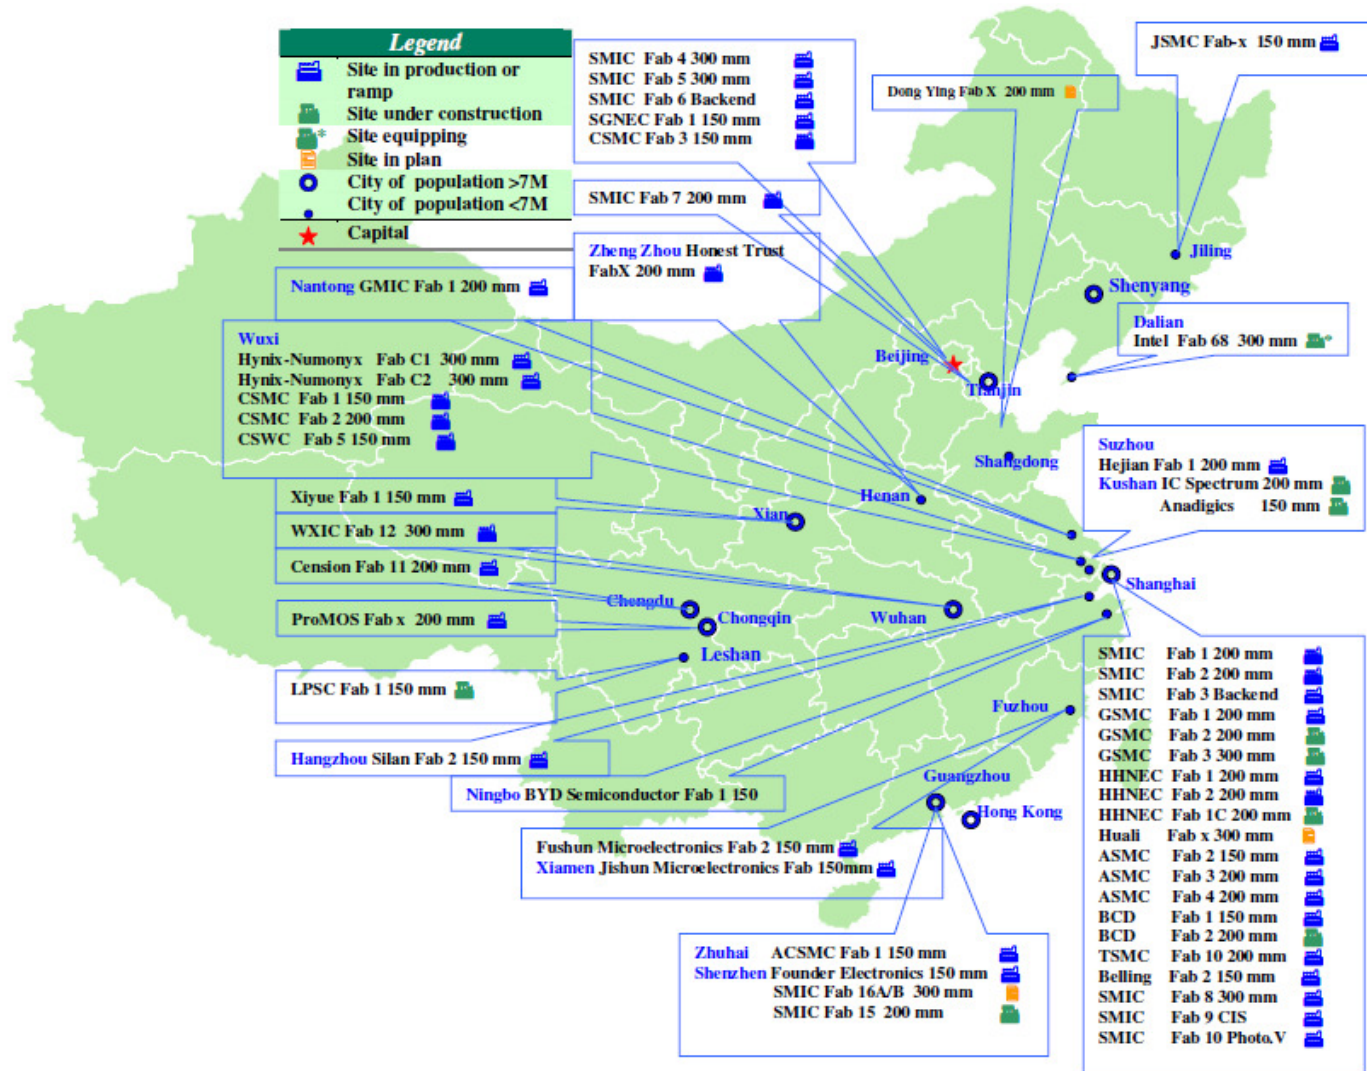 Legend
Site in production or
ramp
Site under construction
* Site equipping
Site in plan
City of population >7M
City of population <7M
Capital
SMIC Fab 4 300 mm
SMIC Fab 5 300 mm
SMIC Fab 6 Backend
SGNEC Fab 1 150 mm
CSMC Fab 3 150 mm
Dong Ying Fab X 200 mm
JSMC Fab-x 150 mm
SMIC Fab 7 200 mm
Zheng Zhou Honest Trust
FabX 200 mm
Nantong GMIC Fab 1 200 mm
Wuxi
Hynix-Numonyx Fab C1 300 mm
Hynix-Numonyx Fab C2 300 mm
CSMC Fab 1 150 mm
CSMC Fab 2 200 mm
CSWC Fab 5 150 mm
Xiyue Fab 1 150 mm
WXIC Fab 12 300 mm
Cension Fab 11 200 mm
ProMOS Fab x 200 mm
LPSC Fab 1 150 mm
Hangzhou Silan Fab 2 150 mm
Ningbo BYD Semiconductor Fab 1 150
Fushun Microelectronics Fab 2 150 mm
Xiamen Jishun Microelectronics Fab 150mm
Zhuhai ACSMC Fab 1 150 mm
Shenzhen Founder Electronics 150 mm
SMIC Fab 16A/B 300 mm
SMIC Fab 15 200 mm
Jiling
Shenyang
Dalian
Intel Fab 68 300 mm *
Beijing
Tianjin
Shangdong
Henan
Xian
Suzhou
Hejian Fab 1 200 mm
Kushan IC Spectrum 200 mm
Anadigics 150 mm
Shanghai
Chengdu
Chongqin
Wuhan
Leshan
Fuzhou
Guangzhou
Hong Kong
SMIC Fab 1 200 mm
SMIC Fab 2 200 mm
SMIC Fab 3 Backend
GSMC Fab 1 200 mm
GSMC Fab 2 200 mm
GSMC Fab 3 300 mm
HHNEC Fab 1 200 mm
HHNEC Fab 2 200 mm
HHNEC Fab 1C 200 mm
Huali Fab x 300 mm
ASMC Fab 2 150 mm
ASMC Fab 3 200 mm
ASMC Fab 4 200 mm
BCD Fab 1 150 mm
BCD Fab 2 200 mm
TSMC Fab 10 200 mm
Belling Fab 2 150 mm
SMIC Fab 8 300 mm
SMIC Fab 9 CIS
SMIC Fab 10 Photo.V